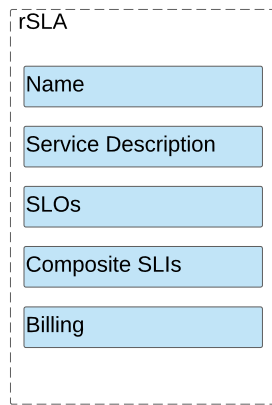 rSLA
Name
Service Description
SLOs
Composite SLIs
Billing